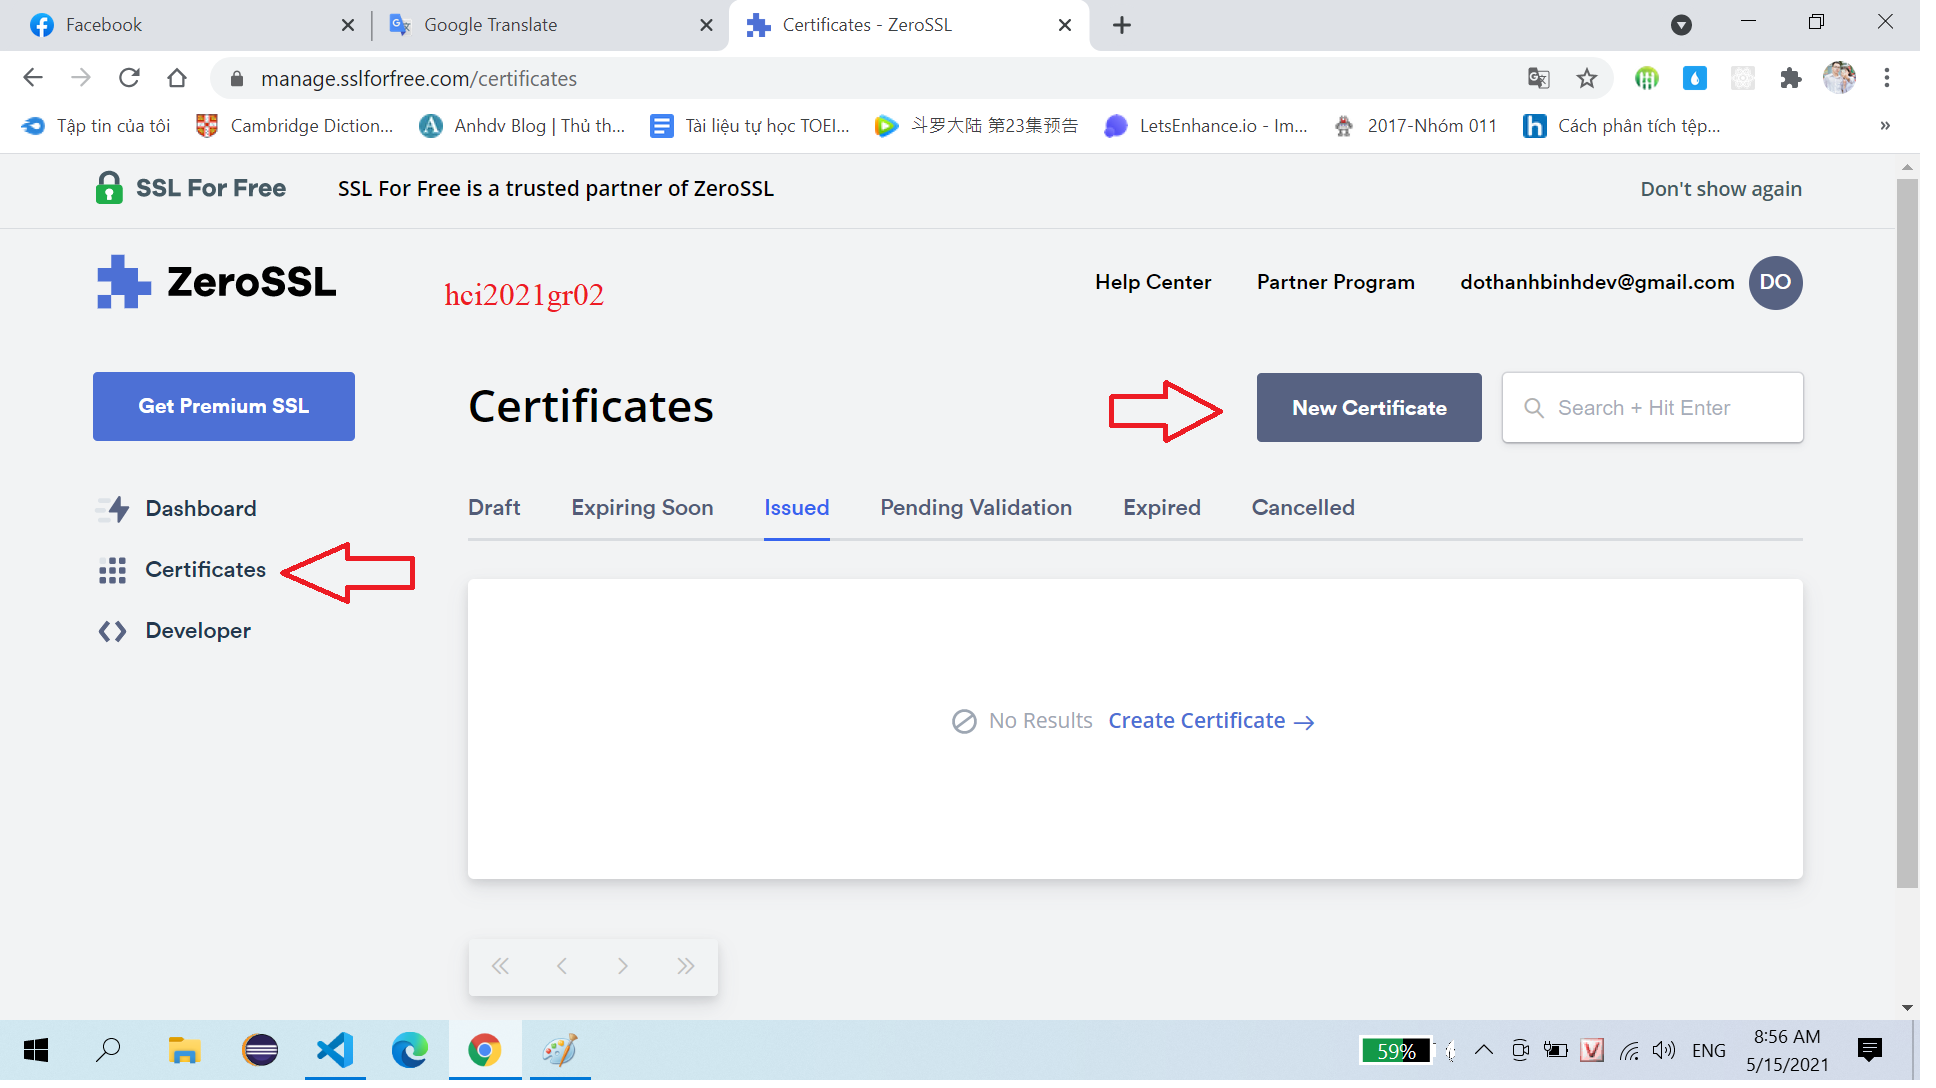 Facebook
Google Translate
Certificates - ZeroSSL
manage.sslforfree.com/certificates
Tập tin của tôi
Cambridge Diction...
Anhdv Blog | Thủ th...
Tài liệu tự học TOEI...
斗罗大陆 第23集预告
LetsEnhance.io - Im...
2017-Nhóm 011
Cách phân tích tệp...
SSL For Free
SSL For Free is a trusted partner of ZeroSSL
Don't show again
ZeroSSL
hci2021gr02
Help Center
Partner Program
dothanhbinhdev@gmail.com
DO
Get Premium SSL
Certificates
New Certificate
Search + Hit Enter
Dashboard
Certificates
Developer
Draft
Expiring Soon
Issued
Pending Validation
Expired
Cancelled
No Results
Create Certificate →
59%
ENG
8:56 AM
5/15/2021